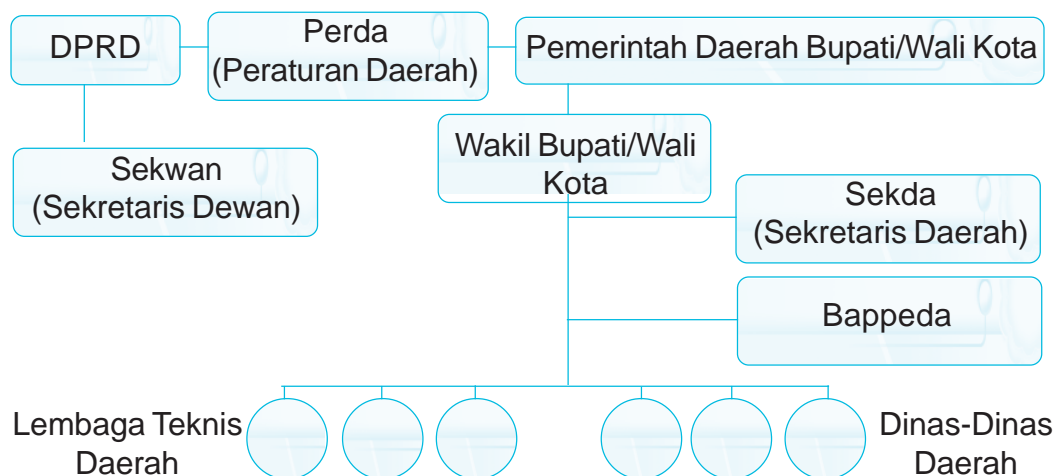 DPRD
Perda
(Peraturan Daerah)
Pemerintah Daerah Bupati/Wali Kota
Wakil Bupati/Wali
Kota
Sekwan
(Sekretaris Dewan)
Sekda
(Sekretaris Daerah)
Bappeda
Lembaga Teknis
Daerah
Dinas-Dinas
Daerah